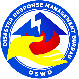 DISASTER RESPONSE MANAGEMENT BUREAU
DSWD